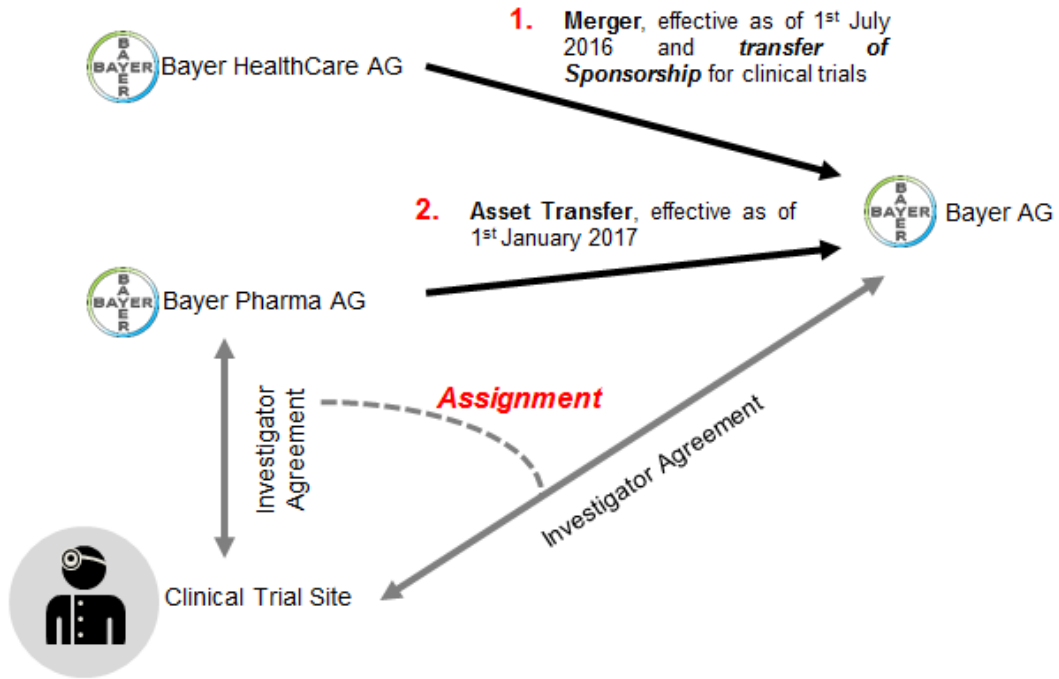 1. Merger, effective as of 1st July
2016 and transfer of
Sponsorship for clinical trials
BAYER
BAYER
Bayer HealthCare AG
2. Asset Transfer, effective as of
1st January 2017
BAYER
BAYER
Bayer AG
BAYER
BAYER
Bayer Pharma AG
Investigator
Agreement
Assignment
Investigator Agreement
Clinical Trial Site